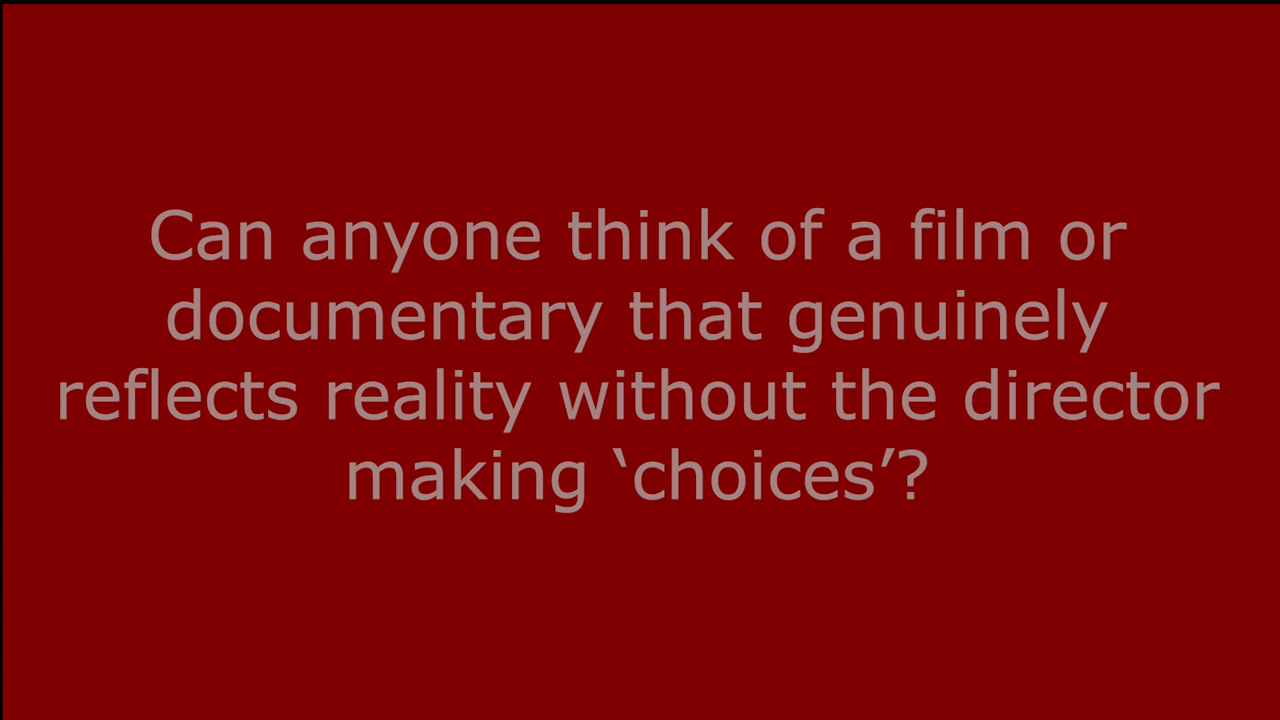 Can anyone think of a film or
documentary that genuinely
reflects reality without the director
making ‘choices’?